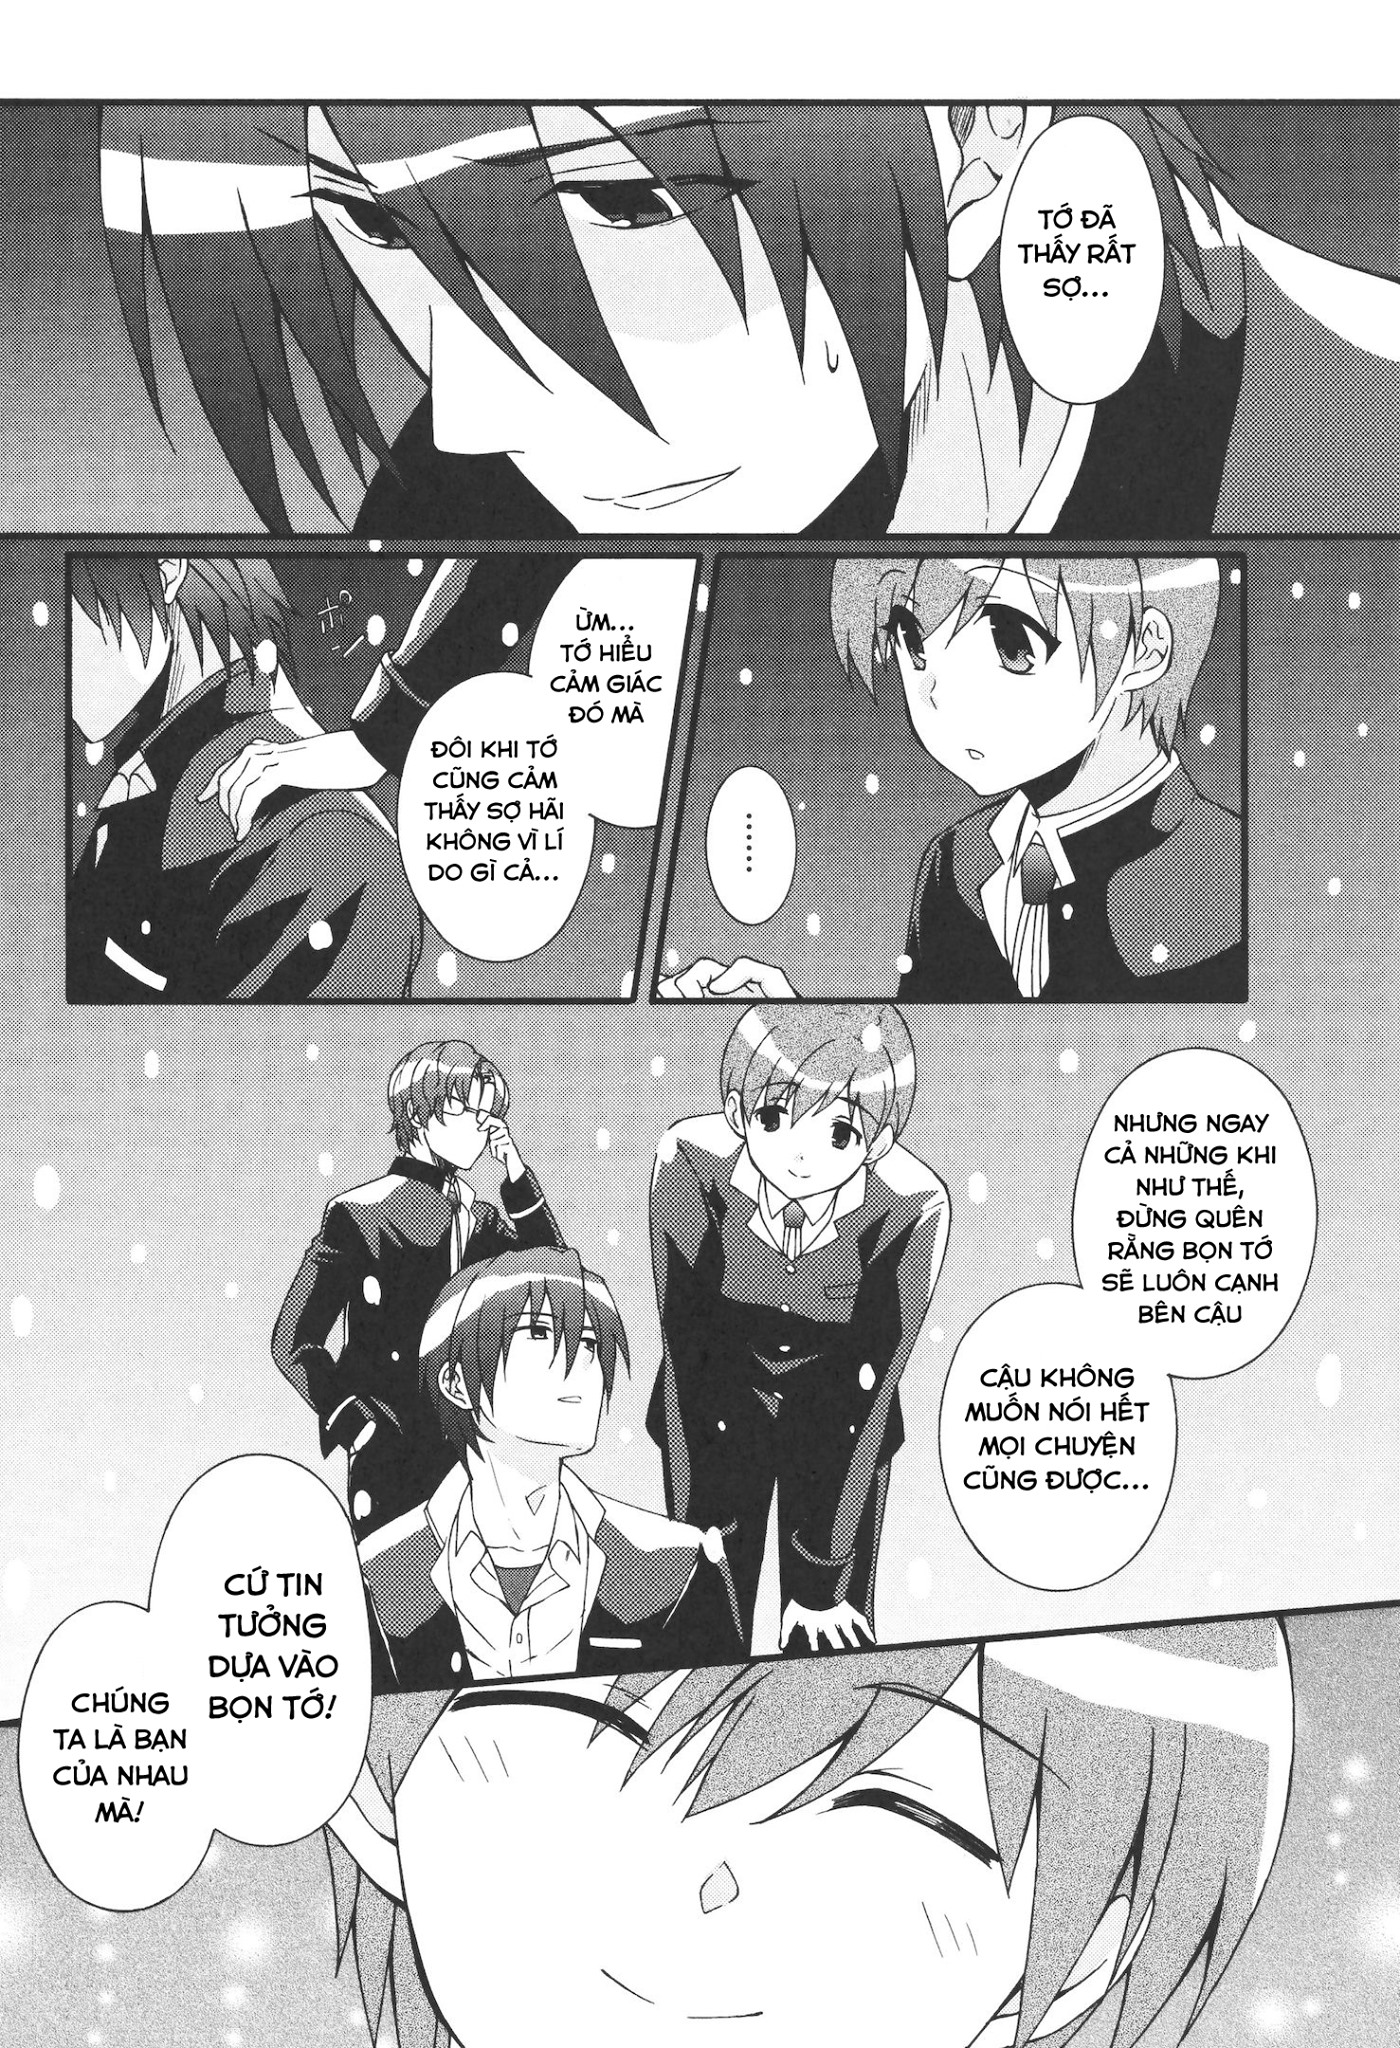 TỚ ĐÃ
THẤY RẤT
SỢ...
........
ỪM...
TỚ HIỂU
CẢM GIÁC
ĐÓ MÀ
ĐÔI KHI TỚ
CŨNG CẢM
THẤY SỢ HÃI
KHÔNG VÌ LÍ
DO GÌ CẢ...
NHƯNG NGAY
CẢ NHỮNG KHI
NHƯ THẾ,
ĐỪNG QUÊN
RẰNG BỌN TỚ
SẼ LUÔN CẠNH
BÊN CẬU
CẬU KHÔNG
MUỐN NÓI HẾT
MỌI CHUYỆN
CŨNG ĐƯỢC...
CỨ TIN
TƯỞNG
DỰA VÀO
BỌN TỚ!
CHÚNG
TA LÀ BẠN
CỦA NHAU
MÀ!